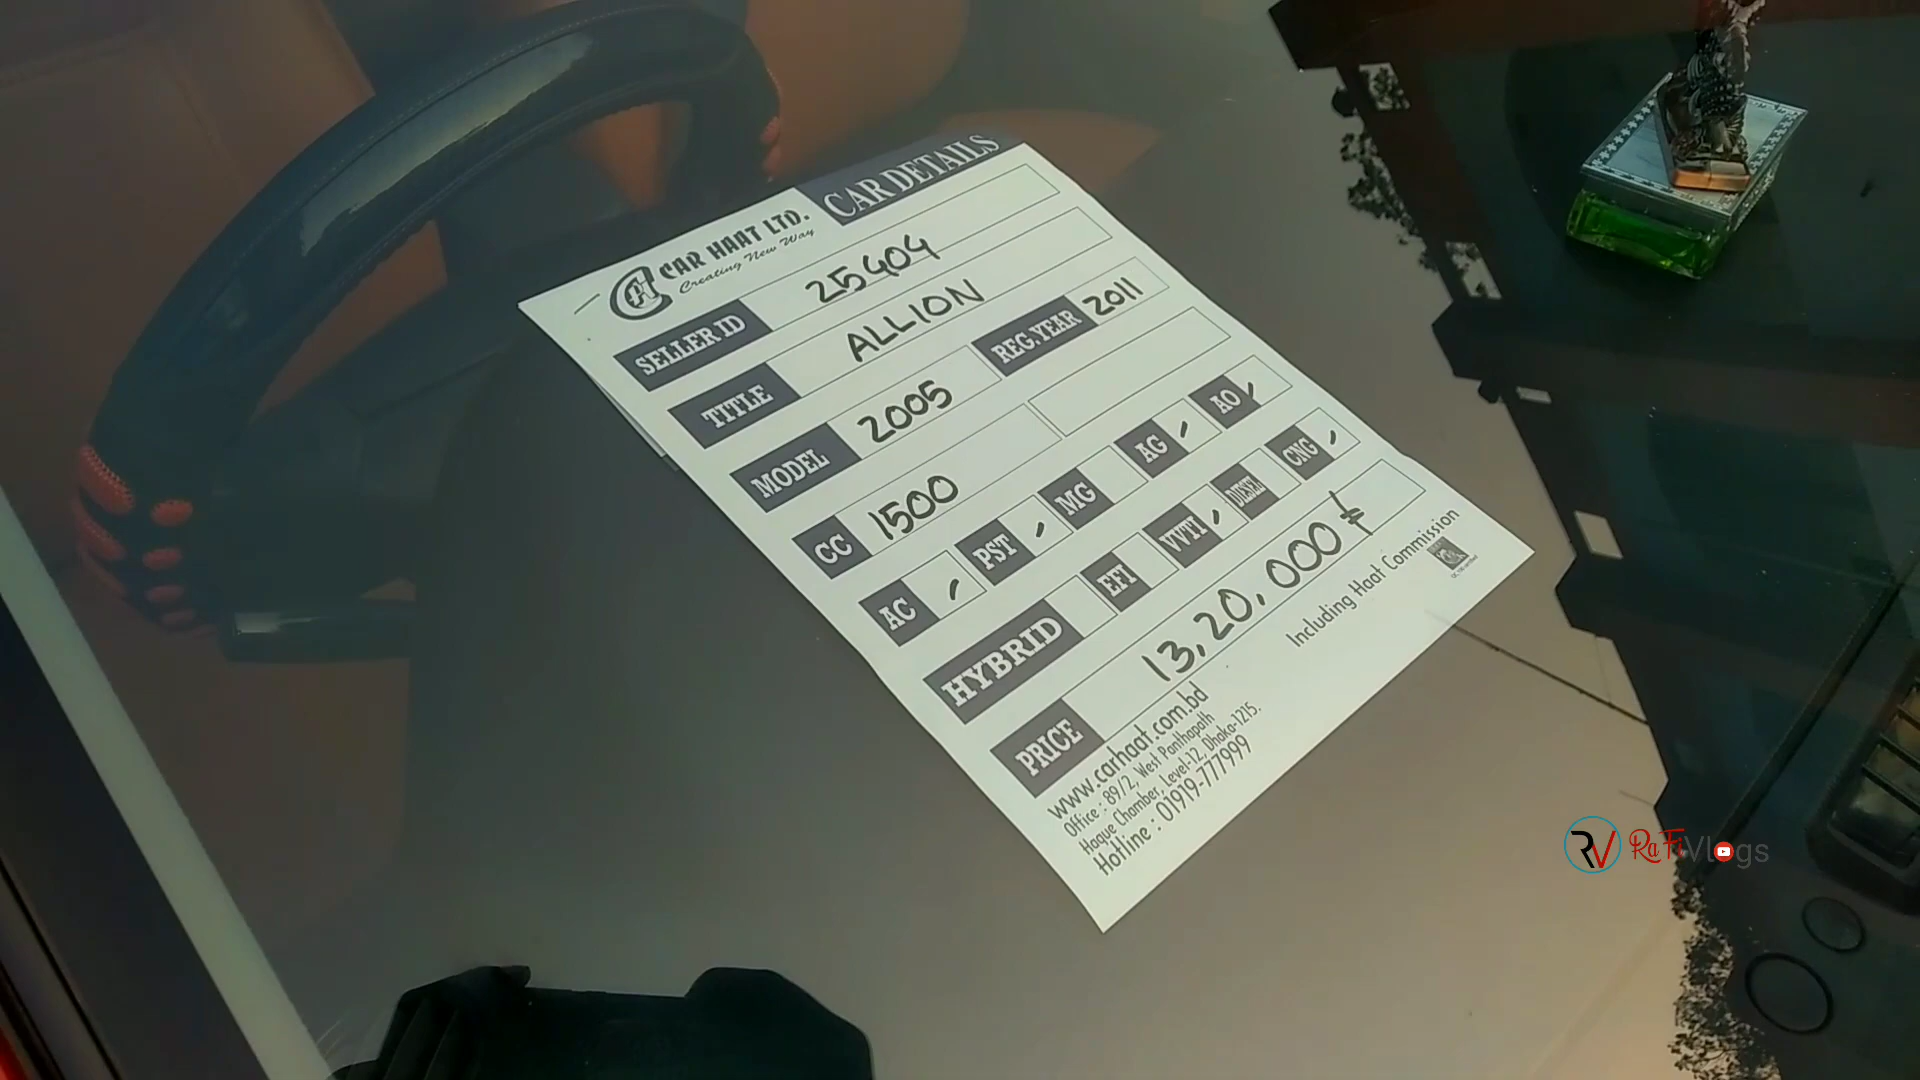 CAR HAAT LTD.
Creating New Way
CAR DETAILS
SELLER ID 25404
TITLE ALLION
MODEL 2005 REG. YEAR 2011
CC 1500
AC PST MG AG AO
HYBRID EFI VVTI DIESEL CNG
PRICE 13,20,000
Including Haat Commission
www.carhaat.com.bd
Office : 89/2, West Panthapath
Haque Chamber, Level-12, Dhaka-1215.
Hotline : 01919-777999
RV RaFi Vlogs